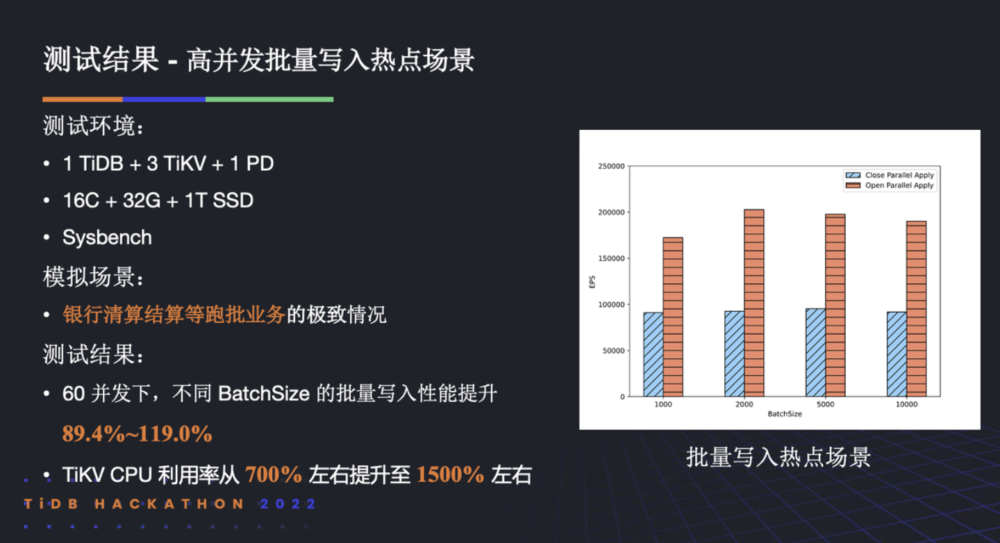 测试结果 - 高并发批量写入热点场景
测试环境：
• 1 TiDB + 3 TiKV + 1 PD
• 16C + 32G + 1T SSD
• Sysbench
模拟场景：
• 银行清算结算等跑批业务的极致情况
测试结果：
• 60 并发下，不同 BatchSize 的批量写入性能提升
89.4%~119.0%
• TiKV CPU 利用率从 700% 左右提升至 1500% 左右
TiDB HACKATHON 2022
250000
200000
150000
100000
50000
0
EPS
Close Parallel Apply
Open Parallel Apply
1000 2000 5000 10000
BatchSize
批量写入热点场景